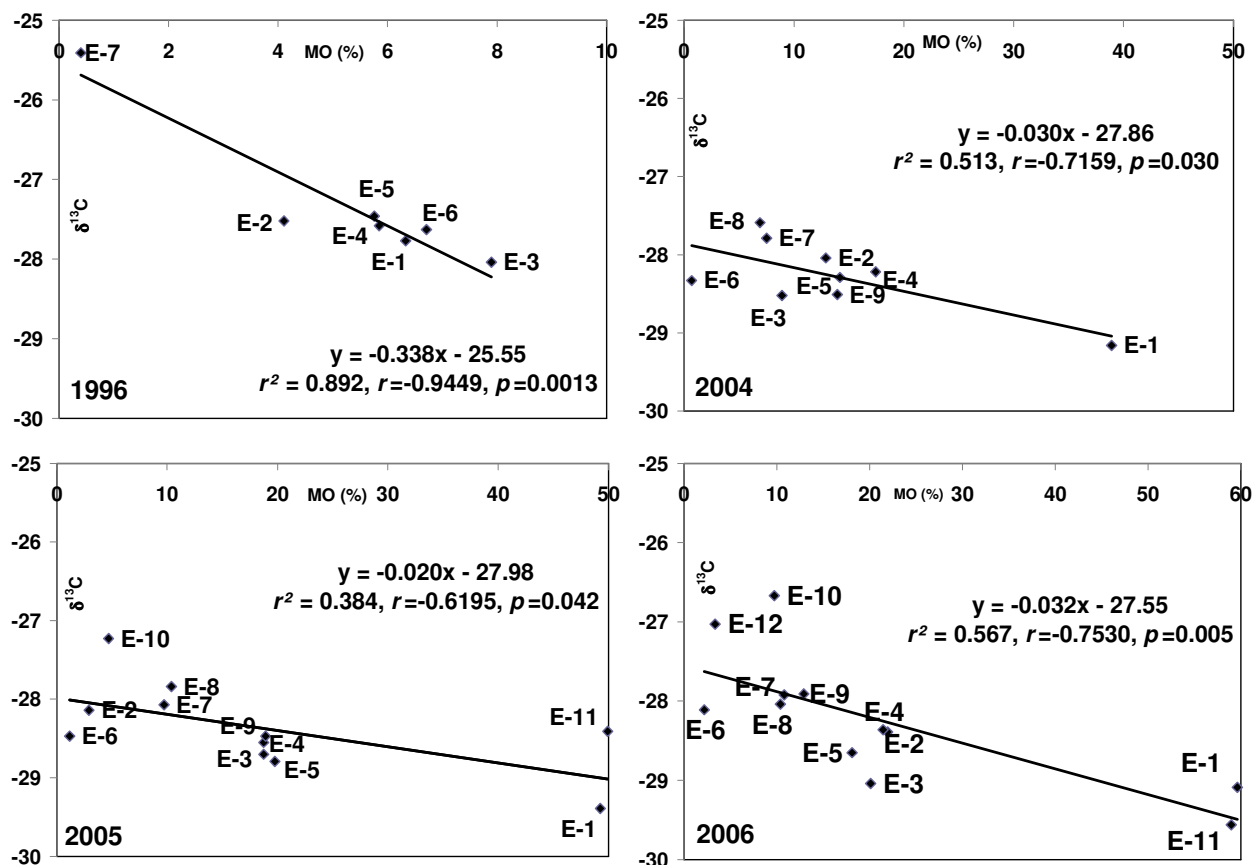 -25
0 2 4 MO (%) 6 8 10
E-7
-26
-27
δ¹³C
E-5
E-6
E-2
E-4
E-1
E-3
-28
-29
y = -0.338x - 25.55
r² = 0.892, r=-0.9449, p=0.0013
1996
-30
-25
0 10 20 MO (%) 30 40 50
-26
δ¹³C
y = -0.030x - 27.86
r² = 0.513, r=-0.7159, p=0.030
-27
E-8
E-7
E-2
-28
E-6
E-5
E-4
E-9
E-3
-29
E-1
2004
-30
-25
0 10 20 MO (%) 30 40 50
-26
δ¹³C
y = -0.020x - 27.98
r² = 0.384, r=-0.6195, p=0.042
-27
E-10
E-8
-28
E-2
E-7
E-11
E-9
E-6
E-4
E-3
E-5
-29
E-1
2005
-30
-25
0 10 20 MO (%) 30 40 50 60
-26
δ¹³C
E-10
y = -0.032x - 27.55
r² = 0.567, r=-0.7530, p=0.005
-27
E-12
E-7
E-9
-28
E-4
E-6
E-8
E-2
E-5
E-1
E-3
-29
2006
E-11
-30